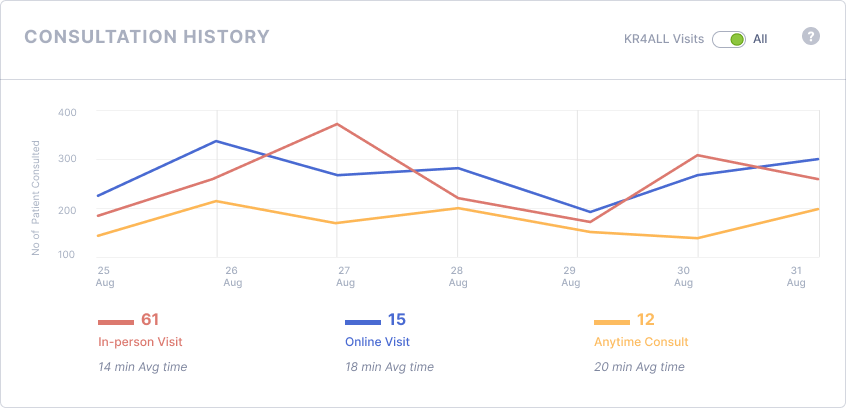 CONSULTATION HISTORY
KR4ALL Visits All ?
No of Patient Consulted
400
300
200
100
25 Aug
26 Aug
27 Aug
28 Aug
29 Aug
30 Aug
31 Aug
61
In-person Visit
14 min Avg time
15
Online Visit
18 min Avg time
12
Anytime Consult
20 min Avg time